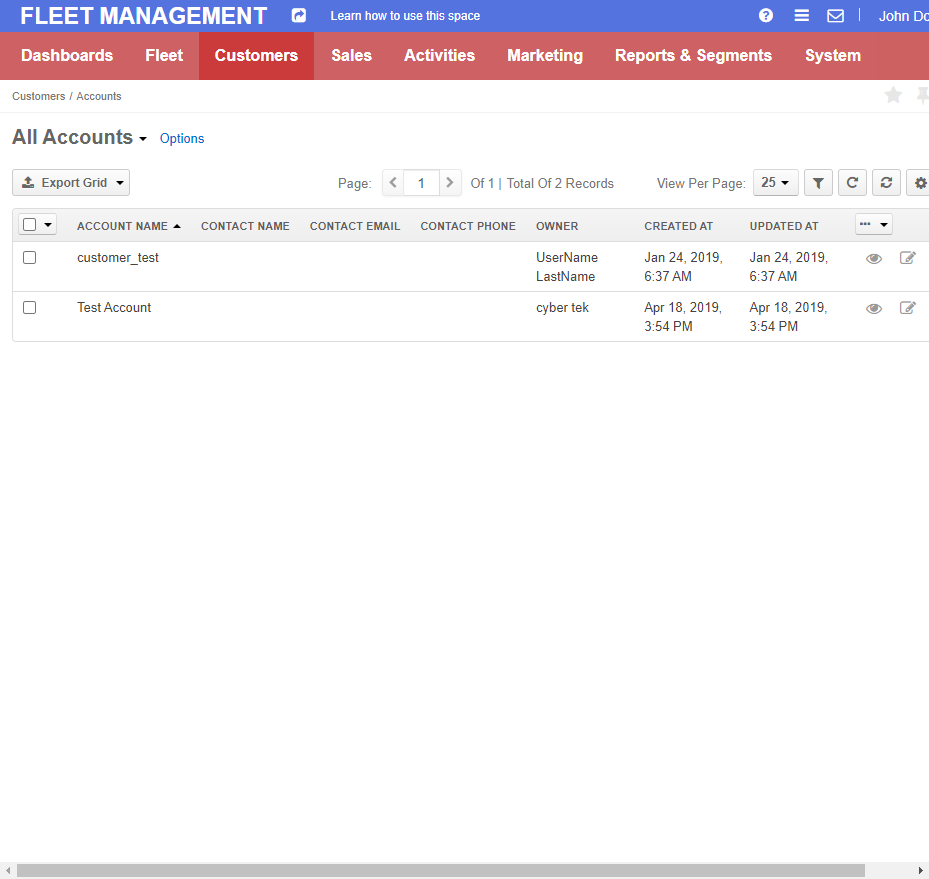 FLEET MANAGEMENT Learn how to use this space John Do
Dashboards Fleet Customers Sales Activities Marketing Reports & Segments System
Customers / Accounts
All Accounts Options
Export Grid Page: 1 Of 1 | Total Of 2 Records View Per Page: 25
ACCOUNT NAME CONTACT NAME CONTACT EMAIL CONTACT PHONE OWNER CREATED AT UPDATED AT
customer_test UserName Jan 24, 2019, Jan 24, 2019,
LastName 6:37 AM 6:37 AM
Test Account cyber tek Apr 18, 2019, Apr 18, 2019,
3:54 PM 3:54 PM